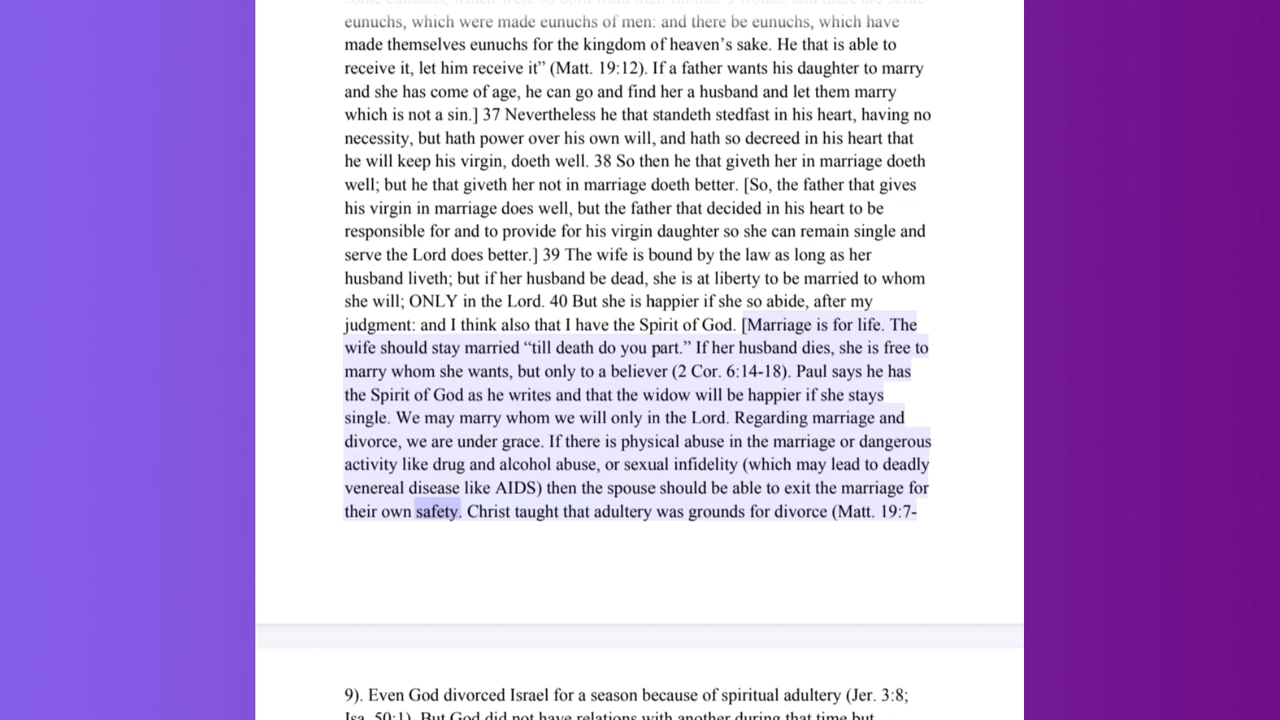 eunuchs, which were made eunuchs of men: and there be eunuchs, which have
made themselves eunuchs for the kingdom of heaven’s sake. He that is able to
receive it, let him receive it” (Matt. 19:12). If a father wants his daughter to marry
and she has come of age, he can go and find her a husband and let them marry
which is not a sin.] 37 Nevertheless he that standeth stedfast in his heart, having no
necessity, but hath power over his own will, and hath so decreed in his heart that
he will keep his virgin, doeth well. 38 So then he that giveth her in marriage doeth
well; but he that giveth her not in marriage doeth better. [So, the father that gives
his virgin in marriage does well, but the father that decided in his heart to be
responsible for and to provide for his virgin daughter so she can remain single and
serve the Lord does better.] 39 The wife is bound by the law as long as her
husband liveth; but if her husband be dead, she is at liberty to be married to whom
she will; ONLY in the Lord. 40 But she is happier if she so abide, after my
judgment: and I think also that I have the Spirit of God. [Marriage is for life. The
wife should stay married “till death do you part.” If her husband dies, she is free to
marry whom she wants, but only to a believer (2 Cor. 6:14-18). Paul says he has
the Spirit of God as he writes and that the widow will be happier if she stays
single. We may marry whom we will only in the Lord. Regarding marriage and
divorce, we are under grace. If there is physical abuse in the marriage or dangerous
activity like drug and alcohol abuse, or sexual infidelity (which may lead to deadly
venereal disease like AIDS) then the spouse should be able to exit the marriage for
their own safety. Christ taught that adultery was grounds for divorce (Matt. 19:7-
9). Even God divorced Israel for a season because of spiritual adultery (Jer. 3:8;
Isa. 50:1). But God did not have relations with another during that time but